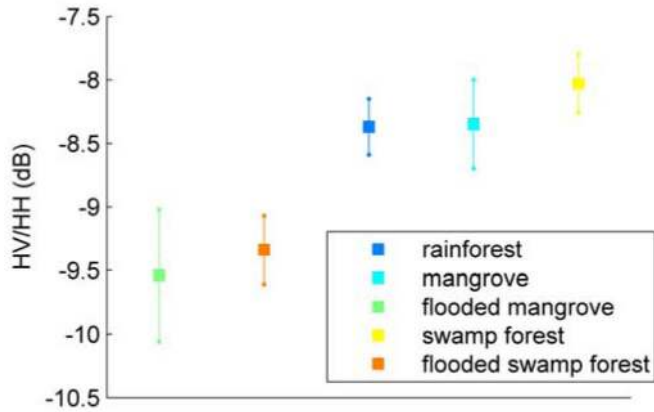 -7.5
-8
-8.5
-9
-9.5
-10
-10.5
HV/HH (dB)
rainforest
mangrove
flooded mangrove
swamp forest
flooded swamp forest